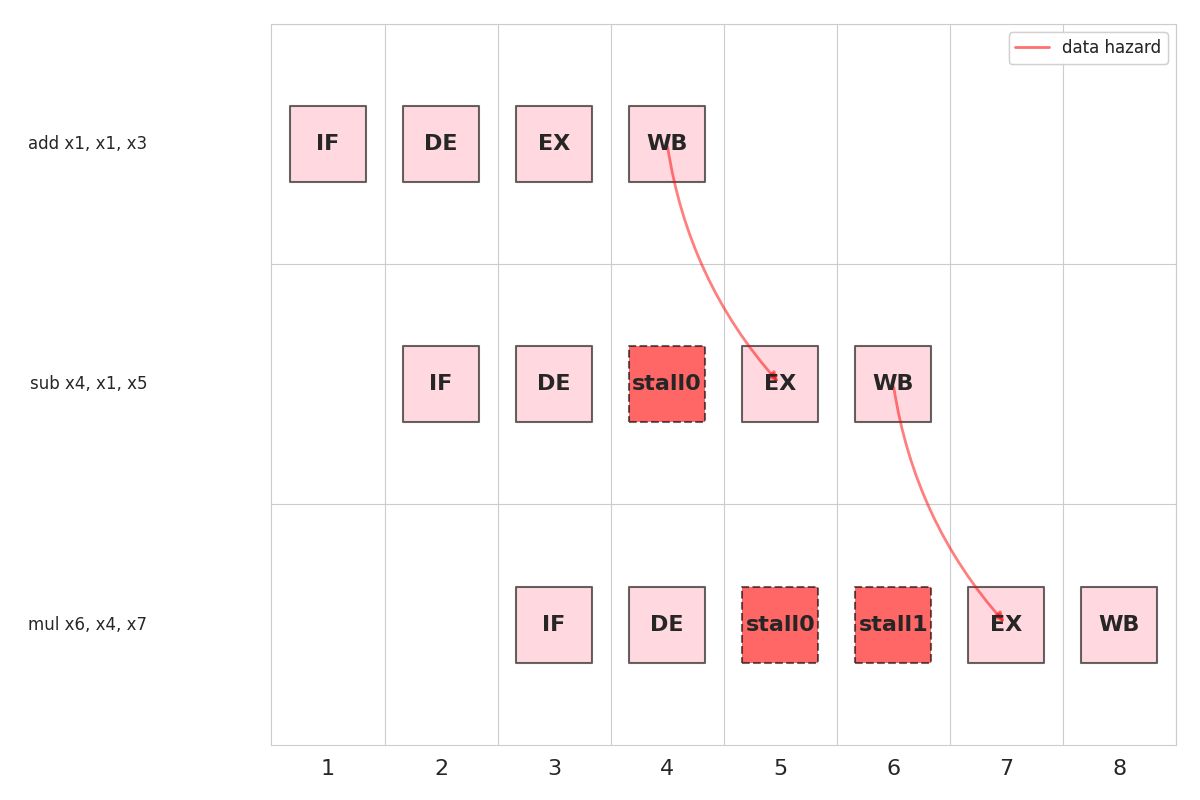 data hazard
add x1, x1, x3 IF DE EX WB
sub x4, x1, x5 IF DE stall0 EX WB
mul x6, x4, x7 IF DE stall0 stall1 EX WB
1 2 3 4 5 6 7 8